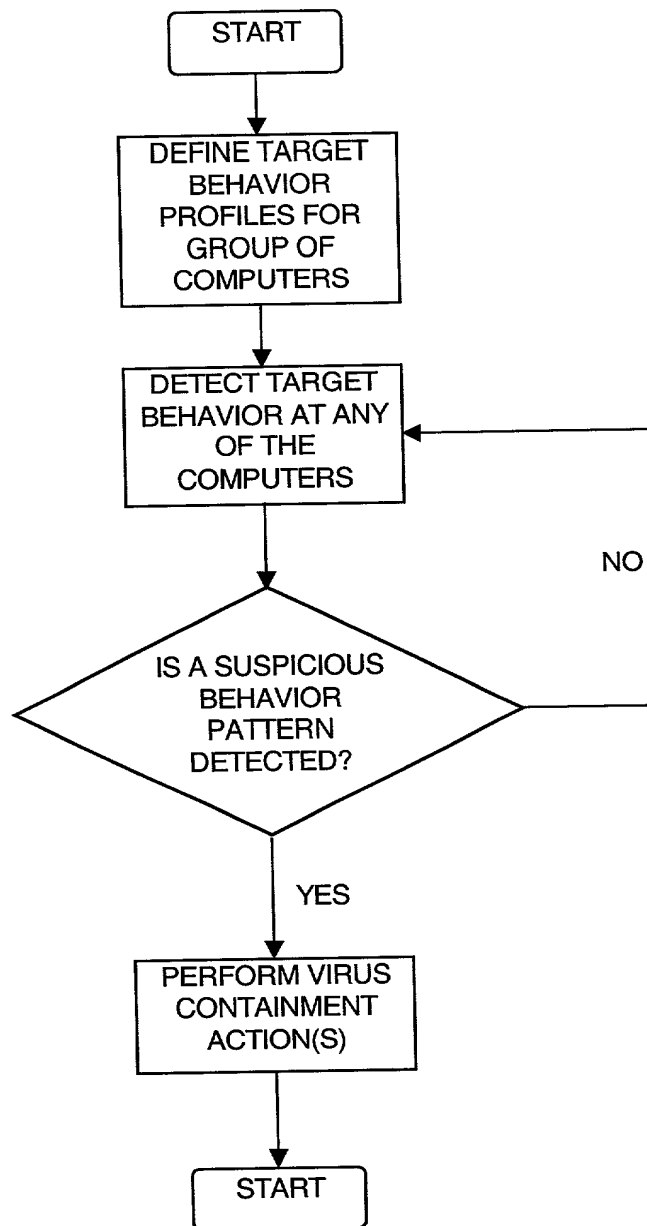 START
DEFINE TARGET
BEHAVIOR
PROFILES FOR
GROUP OF
COMPUTERS
DETECT TARGET
BEHAVIOR AT ANY
OF THE
COMPUTERS
NO
IS A SUSPICIOUS
BEHAVIOR
PATTERN
DETECTED?
YES
PERFORM VIRUS
CONTAINMENT
ACTION(S)
START